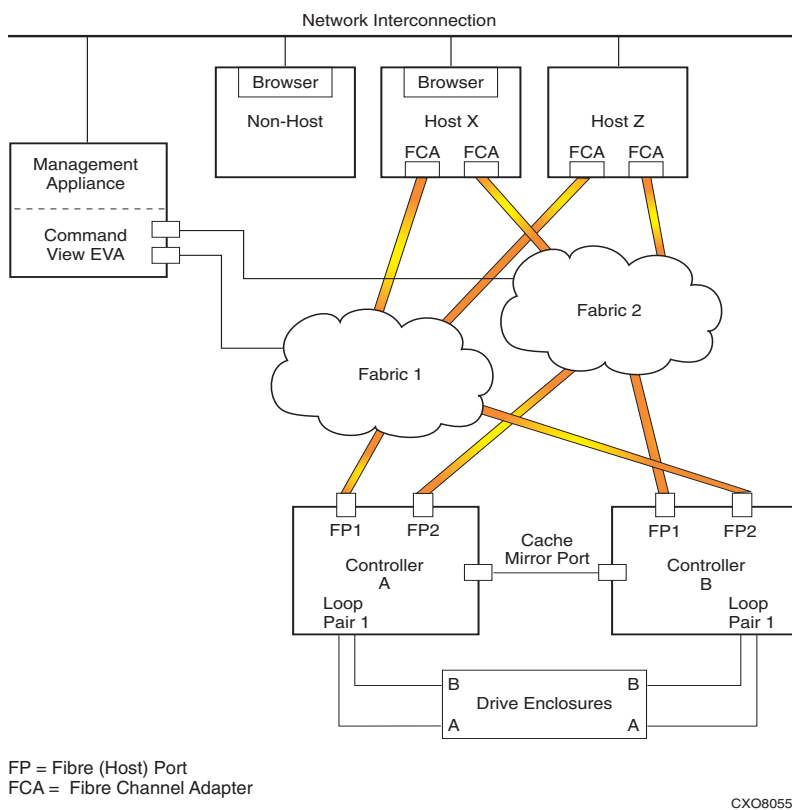 Network Interconnection
Browser
Browser
Non-Host
Host X
Host Z
FCA
FCA
FCA
FCA
Management
Appliance
Command
View EVA
Fabric 2
Fabric 1
FP1
FP2
FP1
FP2
Cache
Mirror Port
Controller
A
Controller
B
Loop
Pair 1
Loop
Pair 1
B
B
Drive Enclosures
A
A
FP = Fibre (Host) Port
FCA = Fibre Channel Adapter
CXO8055